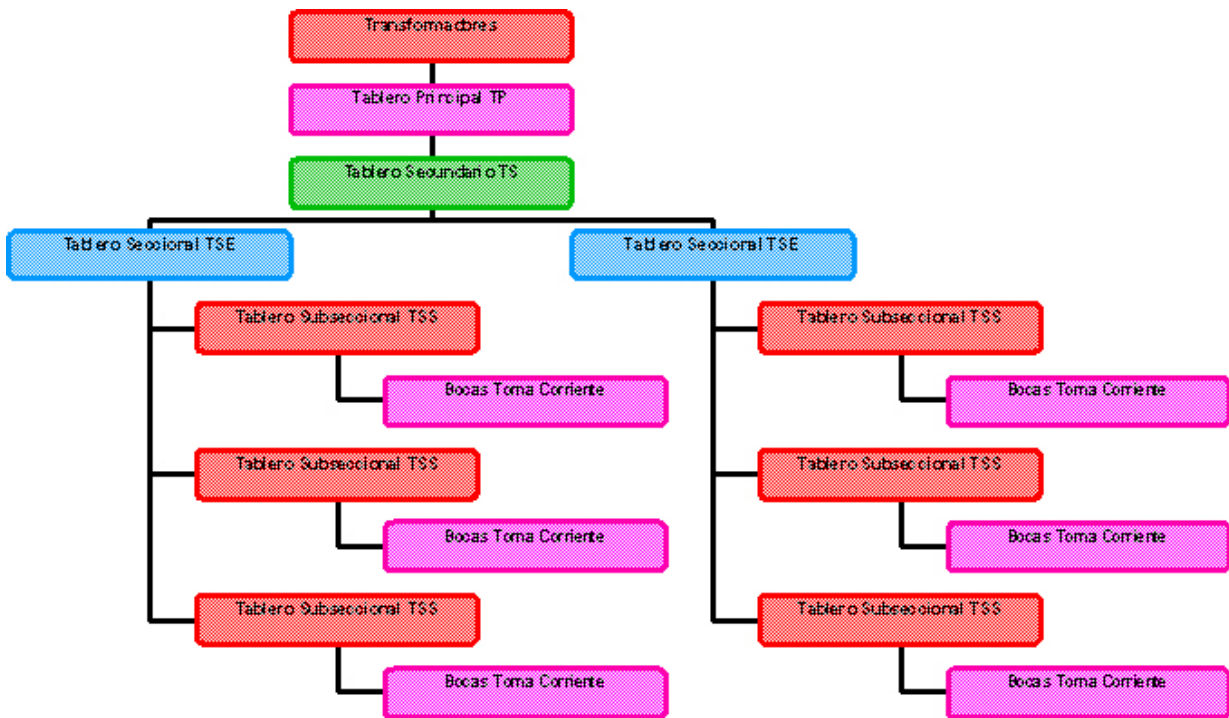 Transformadores
Tablero Principal TP
Tablero Secundario TS
Tablero Seccional TSE
Tablero Subseccional TSS
Bocas Toma Corriente
Tablero Subseccional TSS
Bocas Toma Corriente
Tablero Subseccional TSS
Bocas Toma Corriente
Tablero Seccional TSE
Tablero Subseccional TSS
Bocas Toma Corriente
Tablero Subseccional TSS
Bocas Toma Corriente
Tablero Subseccional TSS
Bocas Toma Corriente